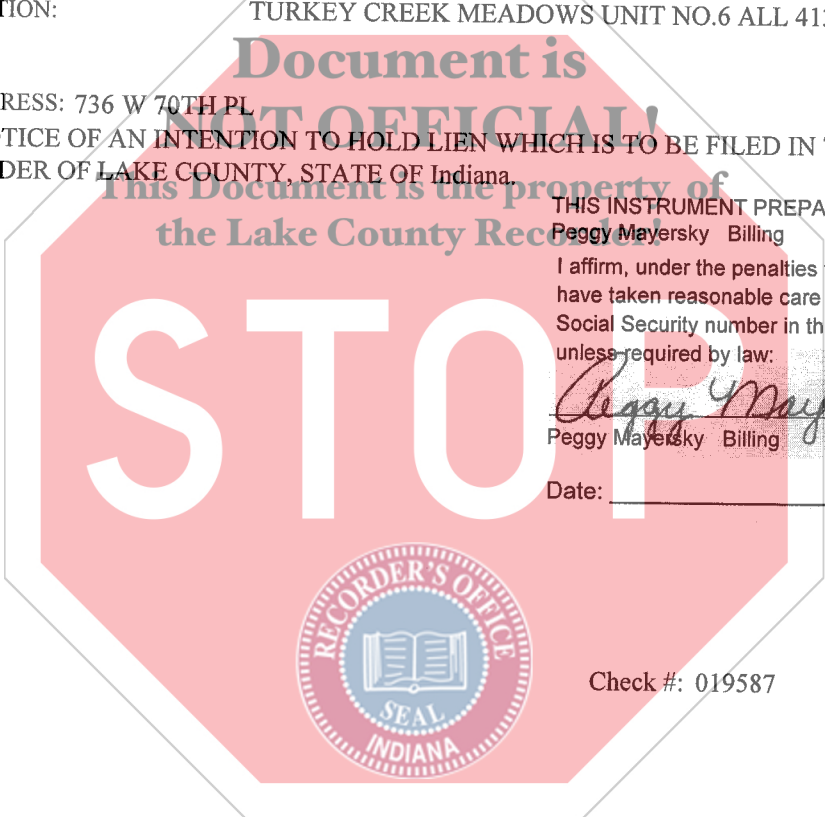 TION: TURKEY CREEK MEADOWS UNIT NO.6 ALL 41
Document is
RESS: 736 W 70TH PL
NOT OFFICIAL!
TICE OF AN INTENTION TO HOLD LIEN WHICH IS TO BE FILED IN
DER OF LAKE COUNTY, STATE OF Indiana.
This Document is the property of
the Lake County Recorder!
THIS INSTRUMENT PREPA
Peggy Mayersky Billing
I affirm, under the penalties
have taken reasonable care
Social Security number in th
unless required by law:
Peggy May
Peggy Mayersky Billing
Date:
STOP
RECORDER'S OFFICE
SEAL
INDIANA
Check #: 019587